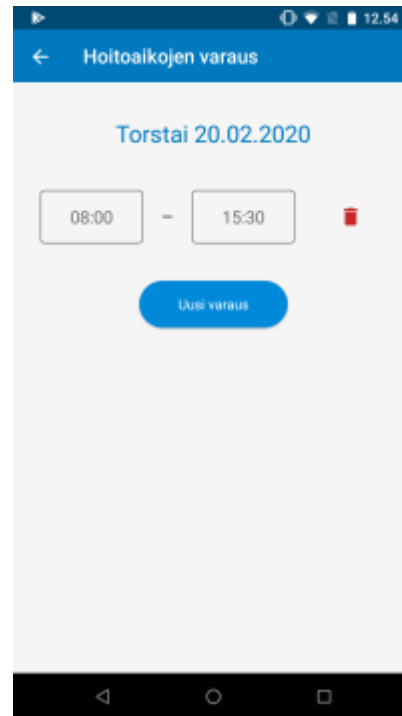 12.54
Hoitoaikojen varaus
Torstai 20.02.2020
08:00 – 15:30
Uusi varaus